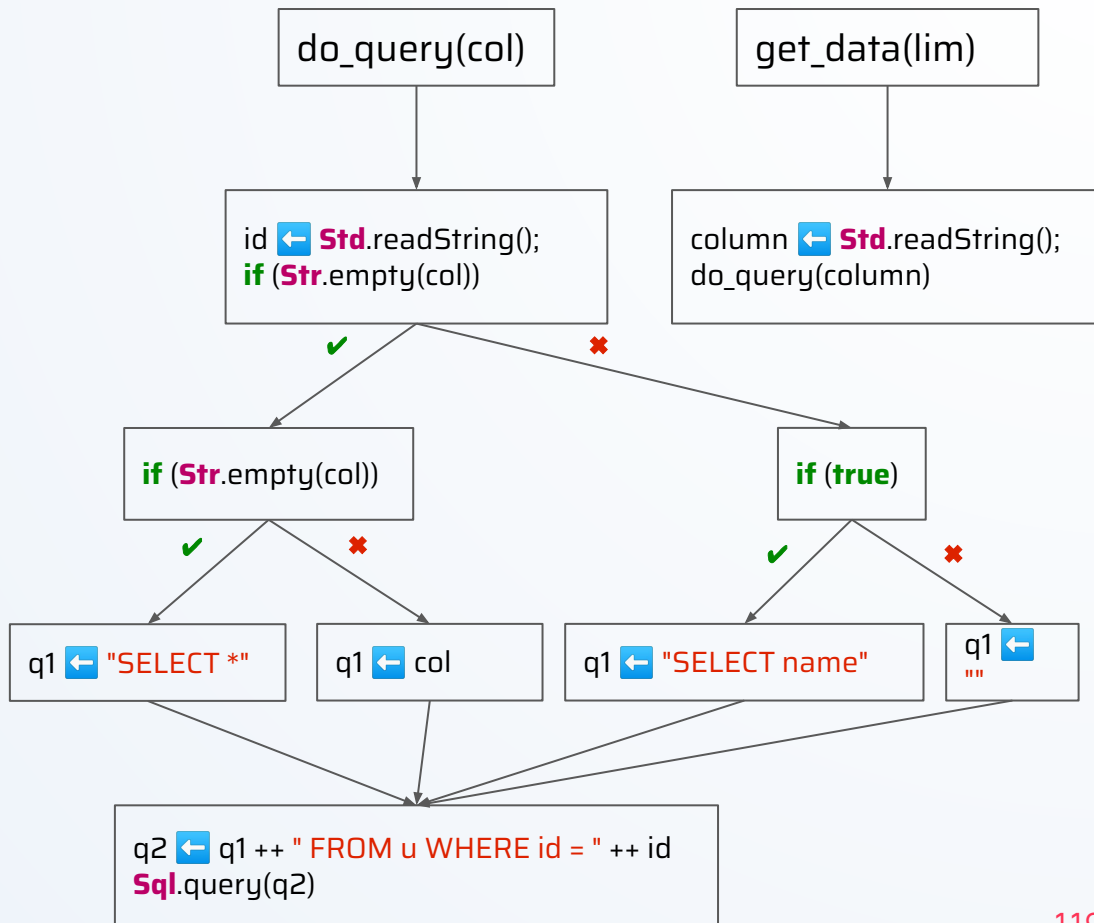 do_query(col)
get_data(lim)
id ⬅️ Std.readString();
if (Str.empty(col))
column ⬅️ Std.readString();
do_query(column)
✔
✖
if (Str.empty(col))
if (true)
✔
✖
✔
✖
q1 ⬅️ "SELECT *"
q1 ⬅️ col
q1 ⬅️ "SELECT name"
q1 ⬅️
""
q2 ⬅️ q1 ++ " FROM u WHERE id = " ++ id
Sql.query(q2)